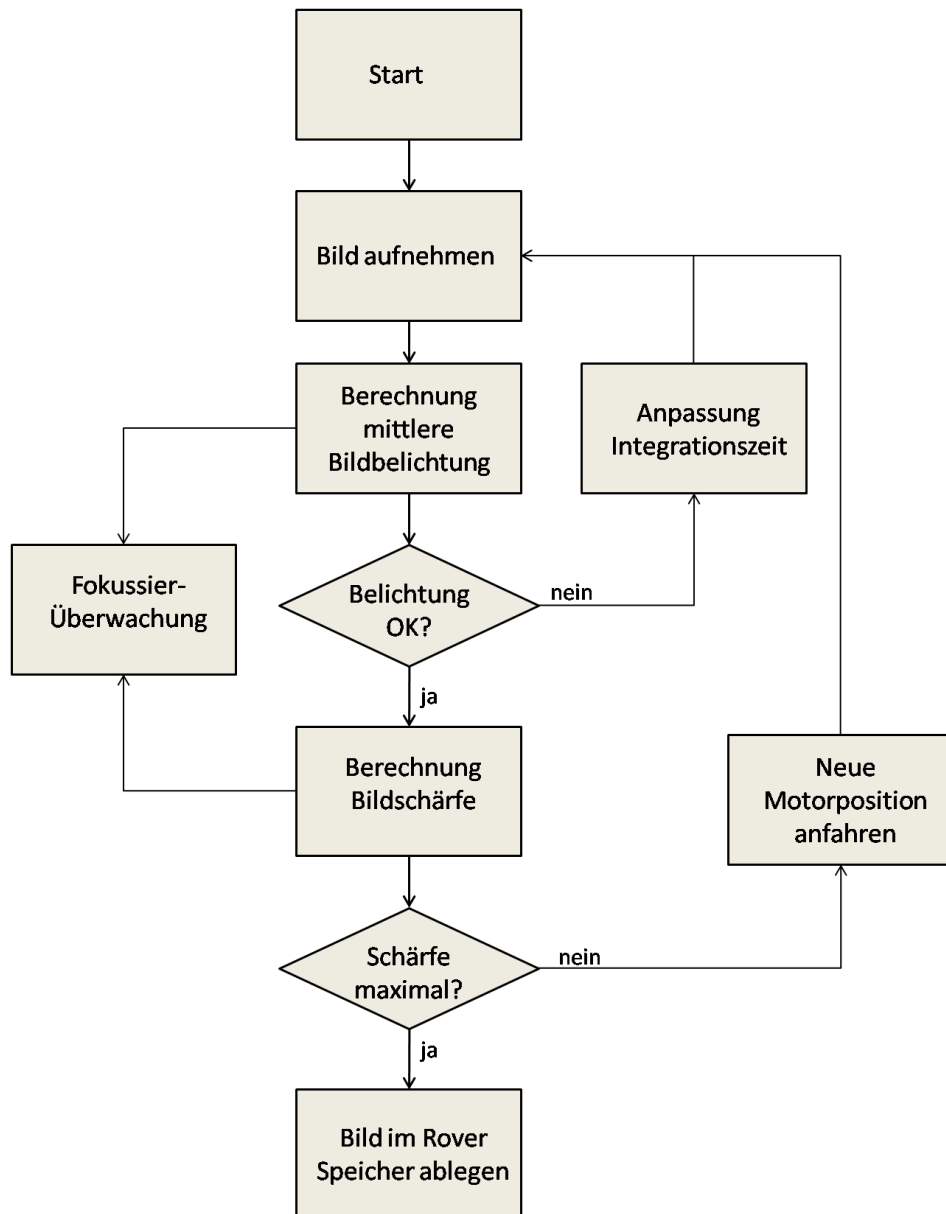 Start
Bild aufnehmen
Berechnung
mittlere
Bildbelichtung
Anpassung
Integrationszeit
Fokussier-
Überwachung
Belichtung
OK?
nein
ja
Berechnung
Bildschärfe
Neue
Motorposition
anfahren
Schärfe
maximal?
nein
ja
Bild im Rover
Speicher ablegen